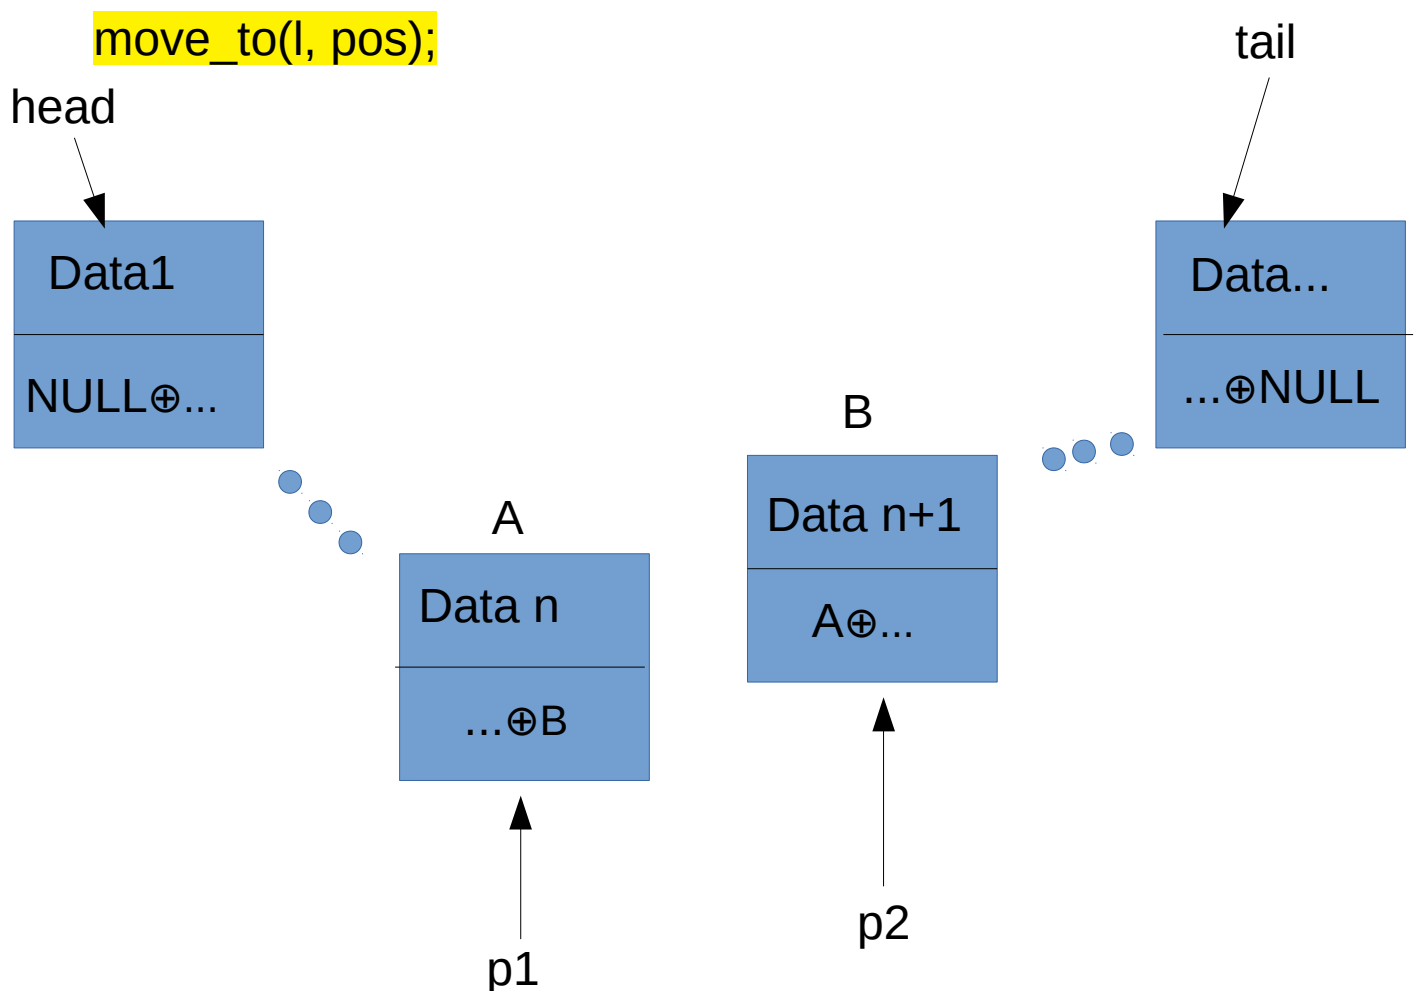 move_to(l, pos);
tail
head
Data1
NULL⊕...
Data...
...⊕NULL
B
Data n+1
A⊕...
A
Data n
...⊕B
p2
p1